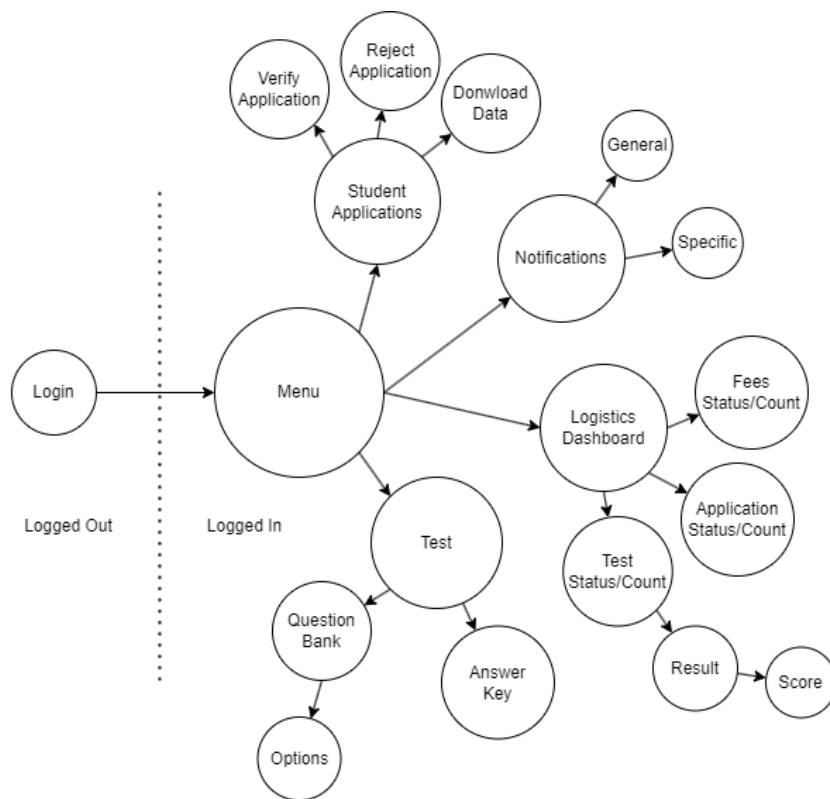 Reject
Application
Verify
Application
Donwload
Data
General
Student
Applications
Specific
Notifications
Login
Menu
Fees
Status/Count
Logistics
Dashboard
Application
Status/Count
Logged Out
Logged In
Test
Test
Status/Count
Question
Bank
Answer
Key
Result
Score
Options